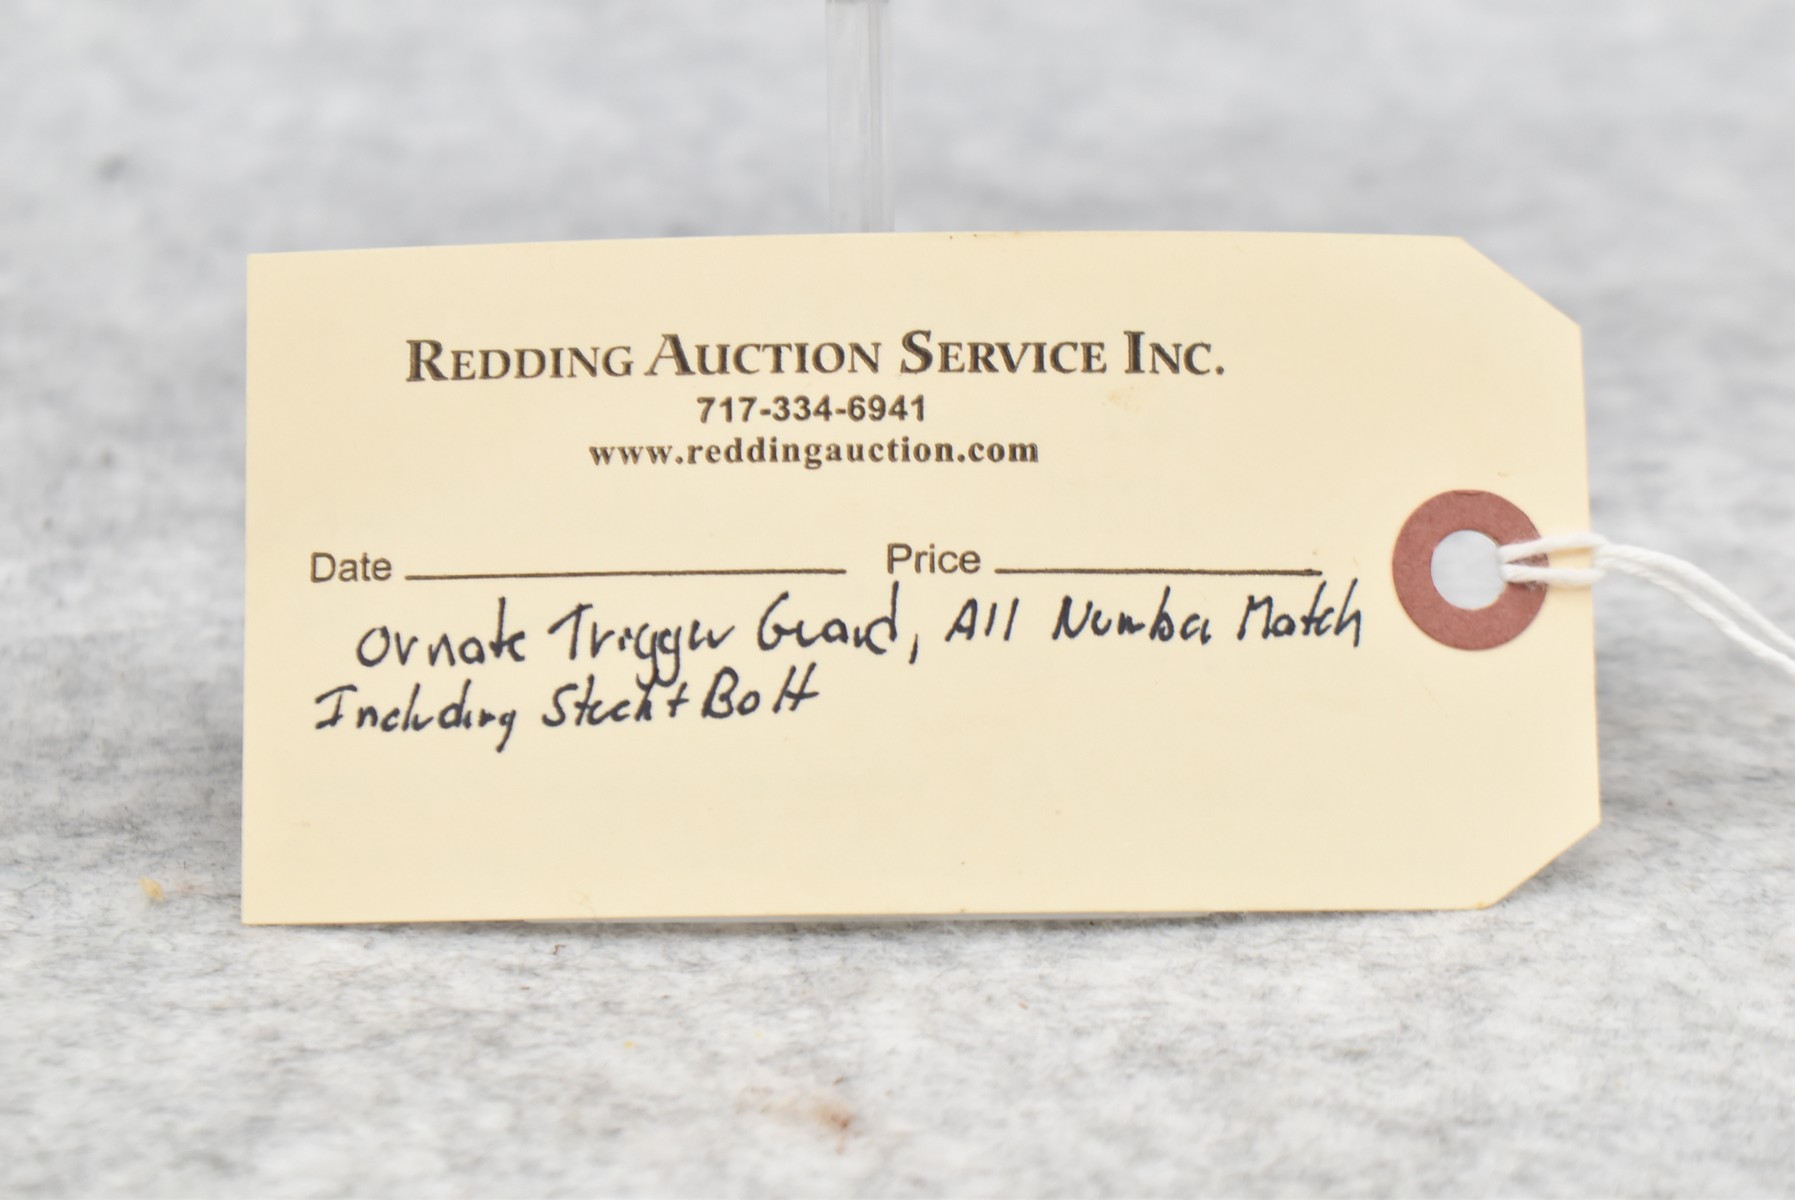 REDDING AUCTION SERVICE INC.
717-334-6941
www.reddingauction.com
Date Price
Ornate Trigger Guard, All Number Match
Including Stock + Bolt